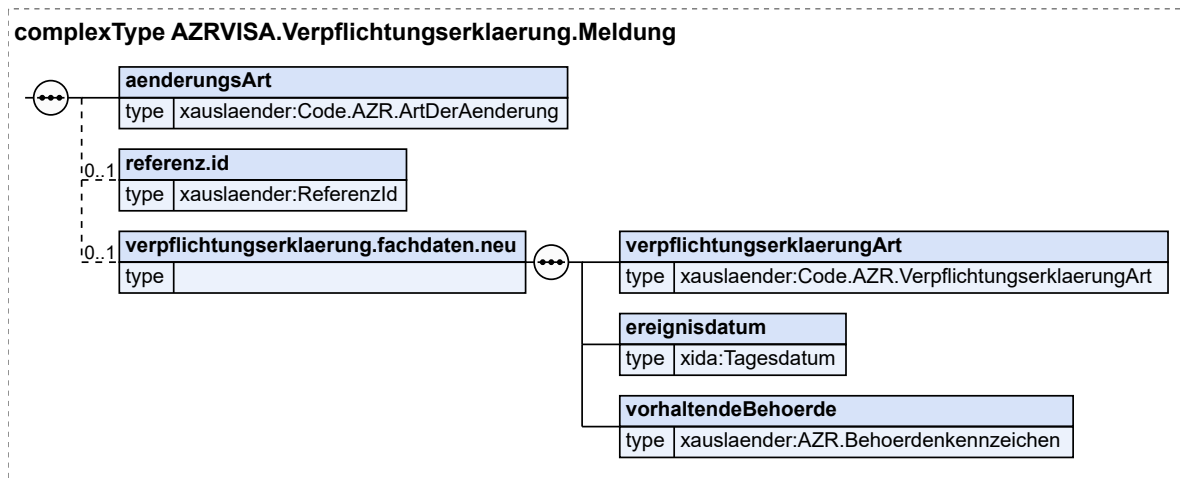 complexType AZRVISA.Verpflichtungserklaerung.Meldung
aenderungsArt
type xauslaender:Code.AZR.ArtDerAenderung
0..1
referenz.id
type xauslaender:ReferenzId
0..1
verpflichtungserklaerung.fachdaten.neu
type
verpflichtungserklaerungArt
type xauslaender:Code.AZR.VerpflichtungserklaerungArt
ereignisdatum
type xida:Tagesdatum
vorhaltendeBehoerde
type xauslaender:AZR.Behoerdenkennzeichen